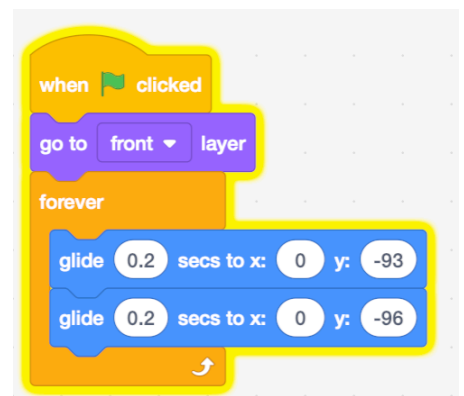 when clicked
go to front layer
forever
glide 0.2 secs to x: 0 y: -93
glide 0.2 secs to x: 0 y: -96